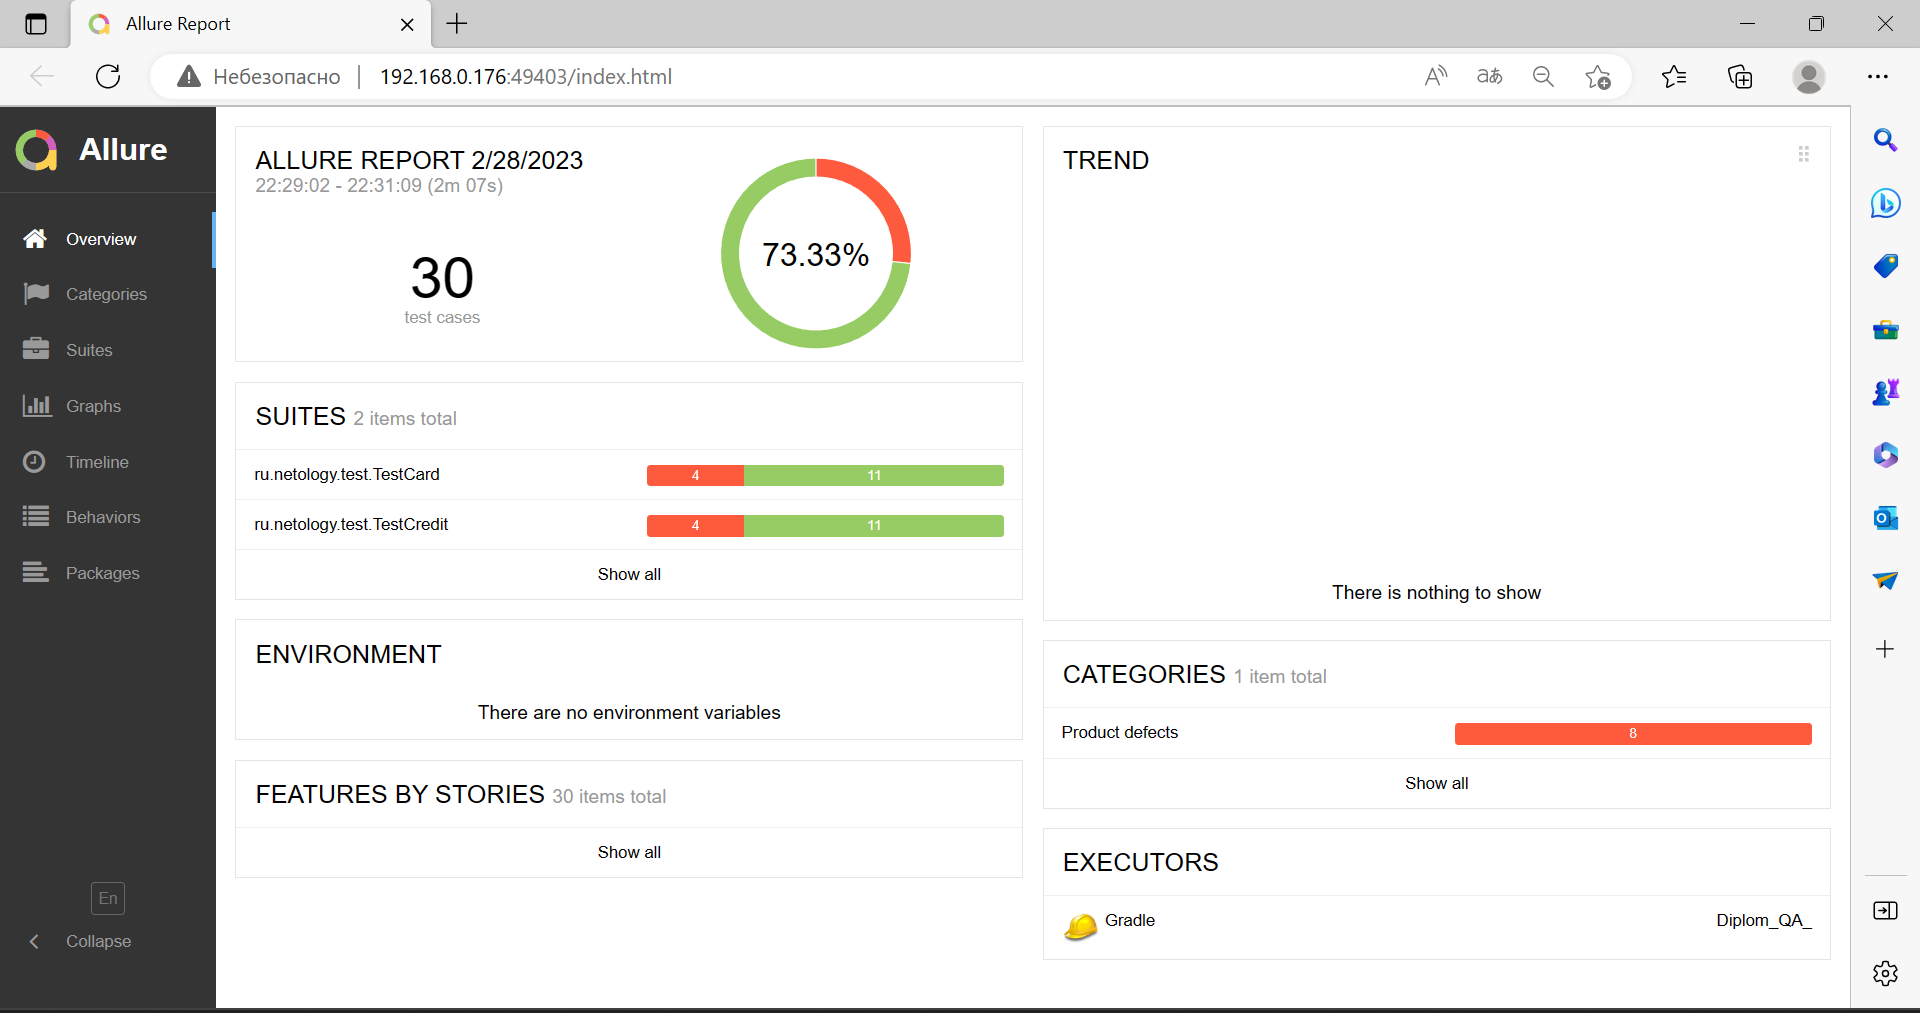 Allure Report
Небезопасно
192.168.0.176:49403/index.html
Allure
Overview
Categories
Suites
Graphs
Timeline
Behaviors
Packages
En
Collapse
ALLURE REPORT 2/28/2023
22:29:02 - 22:31:09 (2m 07s)
30
test cases
73.33%
SUITES 2 items total
ru.netology.test.TestCard 4 11
ru.netology.test.TestCredit 4 11
Show all
ENVIRONMENT
There are no environment variables
FEATURES BY STORIES 30 items total
Show all
TREND
There is nothing to show
CATEGORIES 1 item total
Product defects 8
Show all
EXECUTORS
Gradle Diplom_QA_